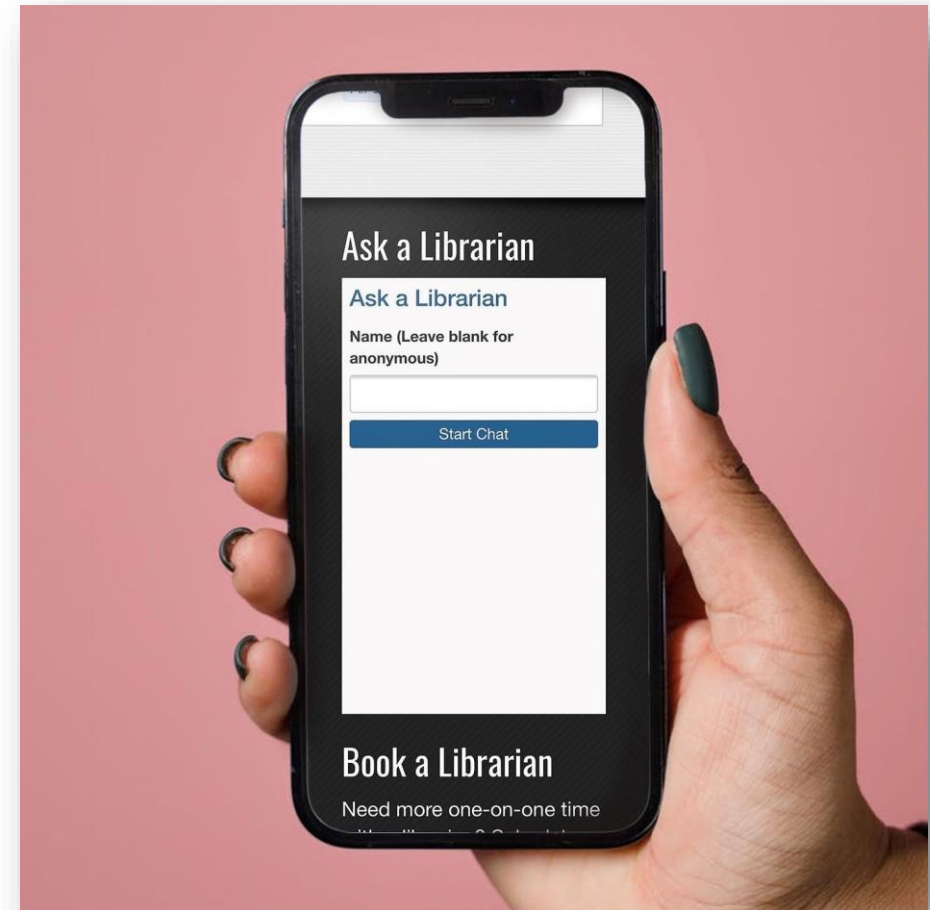 Ask a Librarian
Ask a Librarian
Name (Leave blank for
anonymous)
Start Chat
Book a Librarian
Need more one-on-one time